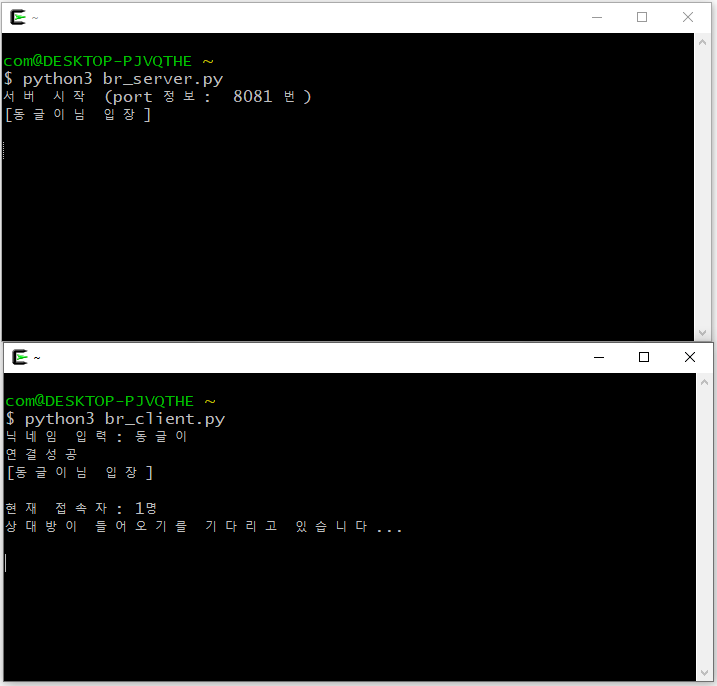 ~
com@DESKTOP-PJVQTHE ~
$ python3 br_server.py
서버 시작 (port 정보: 8081 번)
[동글이님 입장]
~
com@DESKTOP-PJVQTHE ~
$ python3 br_client.py
닉네임 입력: 동글이
연결성공
[동글이님 입장]
현재 접속자: 1명
상대방이 들어오기를 기다리고 있습니다...